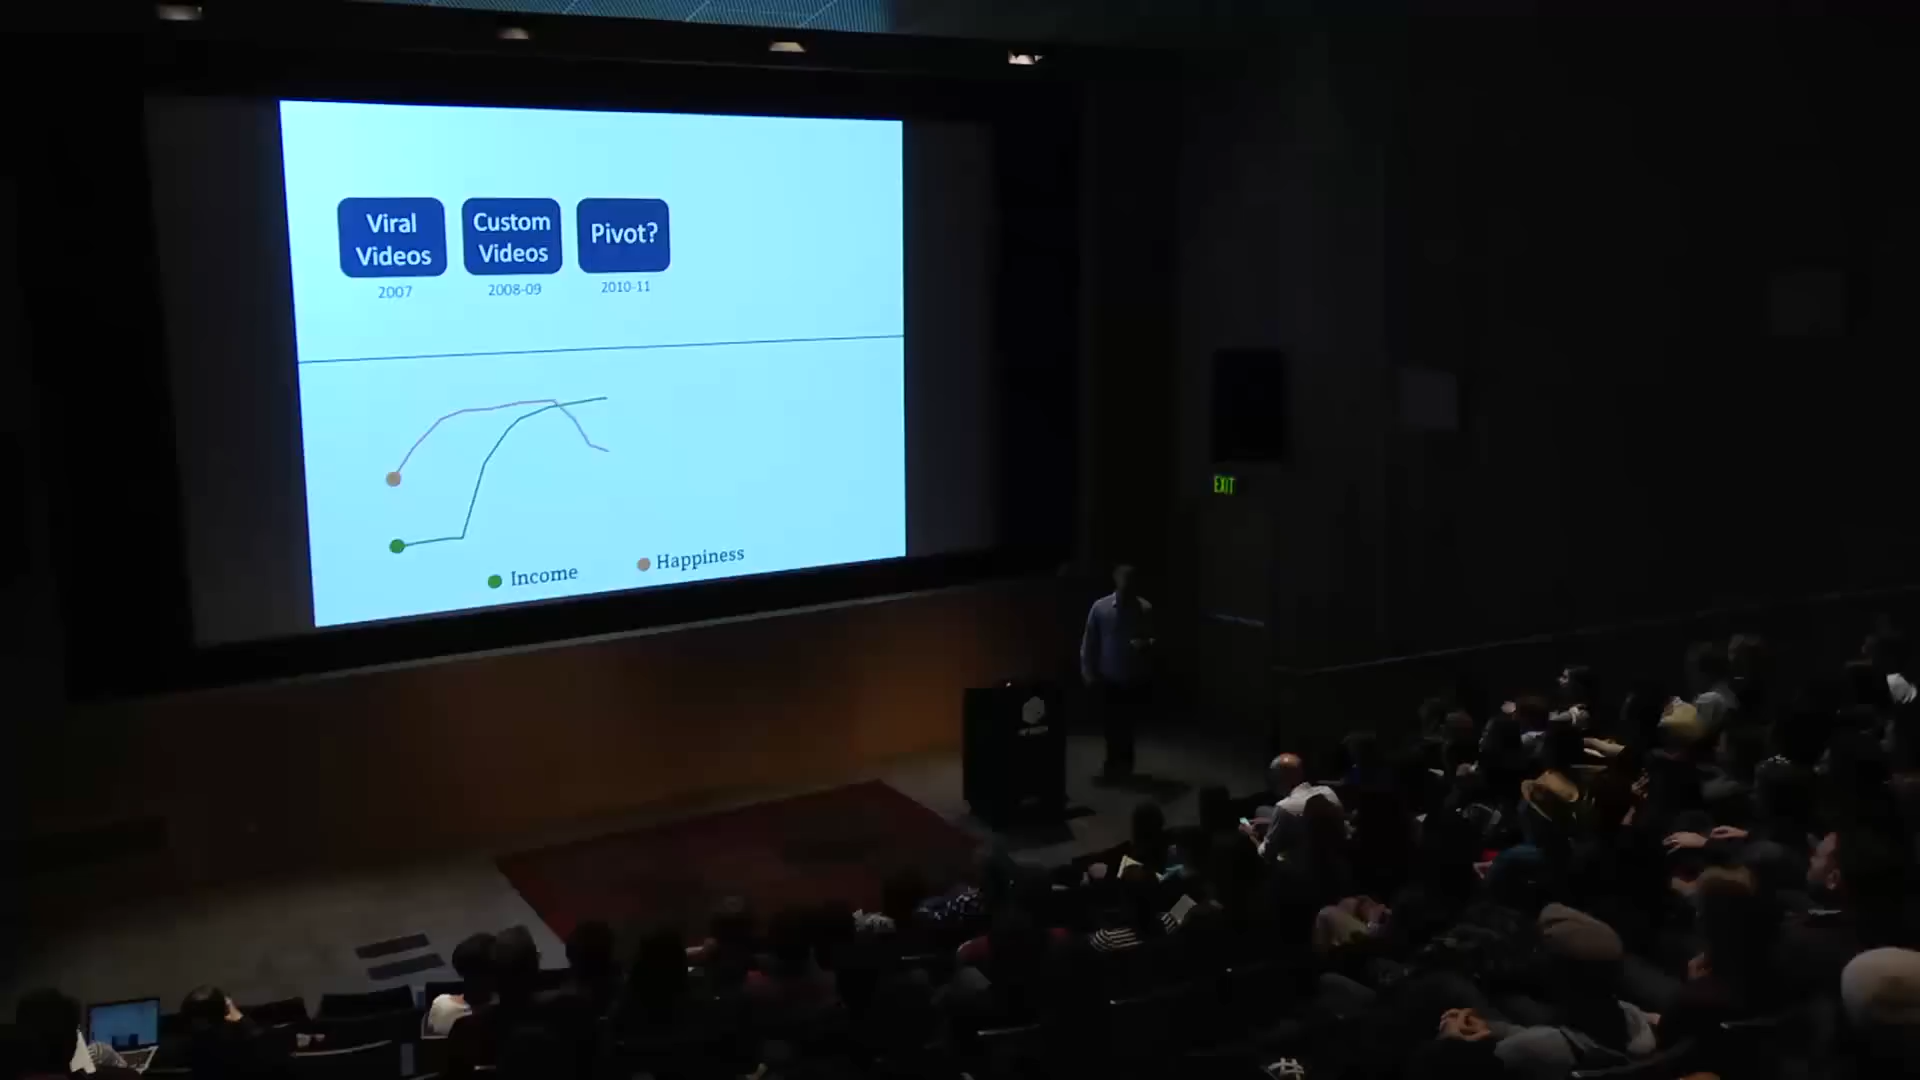 Viral
Videos
2007
Custom
Videos
2008-09
Pivot?
2010-11
Income
Happiness
EXIT